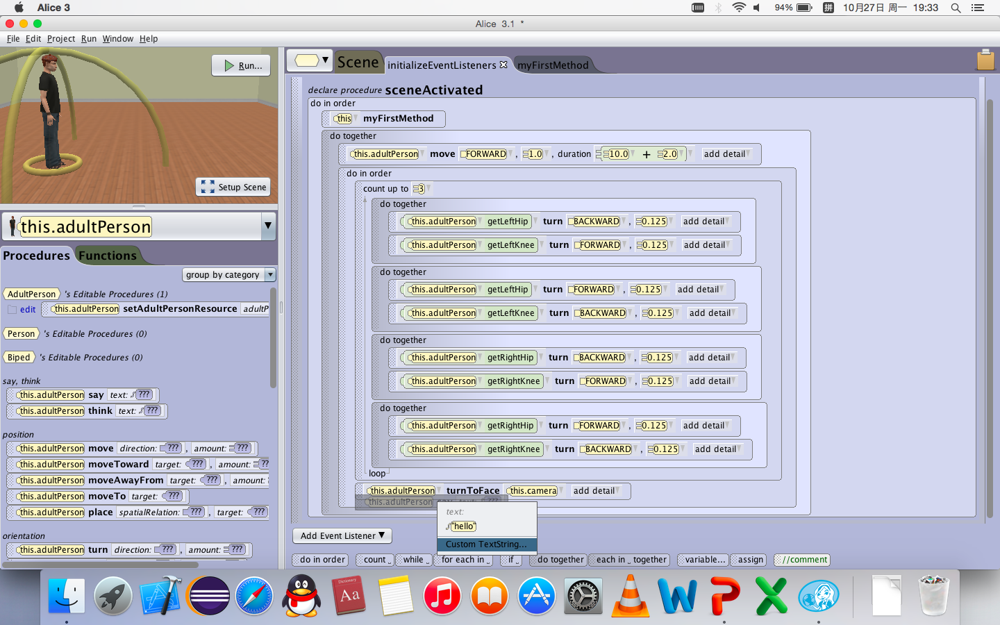 Alice 3
94%
拼
10月27日 周一 19:33
Alice 3.1 *
File Edit Project Run Window Help
Run...
Setup Scene
this.adultPerson
Procedures Functions
group by category
AdultPerson 's Editable Procedures (1)
edit this.adultPerson setAdultPersonResource adultP
Person 's Editable Procedures (0)
Biped 's Editable Procedures (0)
say, think
this.adultPerson say text: ???
this.adultPerson think text: ???
position
this.adultPerson move direction: ??? , amount: ???
this.adultPerson moveToward target: ??? , amount: ??
this.adultPerson moveAwayFrom target: ??? , amount:
this.adultPerson moveTo target: ???
this.adultPerson place spatialRelation: ??? , target: ???
orientation
this.adultPerson turn direction: ??? , amount: ???
Scene initializeEventListeners myFirstMethod
declare procedure sceneActivated
do in order
this myFirstMethod
do together
this.adultPerson move FORWARD , 1.0 , duration 10.0 + 2.0 add detail
do in order
count up to 3
do together
this.adultPerson getLeftHip turn BACKWARD , 0.125 add detail
this.adultPerson getLeftKnee turn FORWARD , 0.125 add detail
do together
this.adultPerson getLeftHip turn FORWARD , 0.125 add detail
this.adultPerson getLeftKnee turn BACKWARD , 0.125 add detail
do together
this.adultPerson getRightHip turn BACKWARD , 0.125 add detail
this.adultPerson getRightKnee turn FORWARD , 0.125 add detail
do together
this.adultPerson getRightHip turn FORWARD , 0.125 add detail
this.adultPerson getRightKnee turn BACKWARD , 0.125 add detail
loop
this.adultPerson turnToFace this.camera add detail
this.adultPerson say text: ???
text:
"hello"
Custom TextString...
Add Event Listener
do in order count while for each in if do together each in together variable... assign //comment
Dictionary
Aa